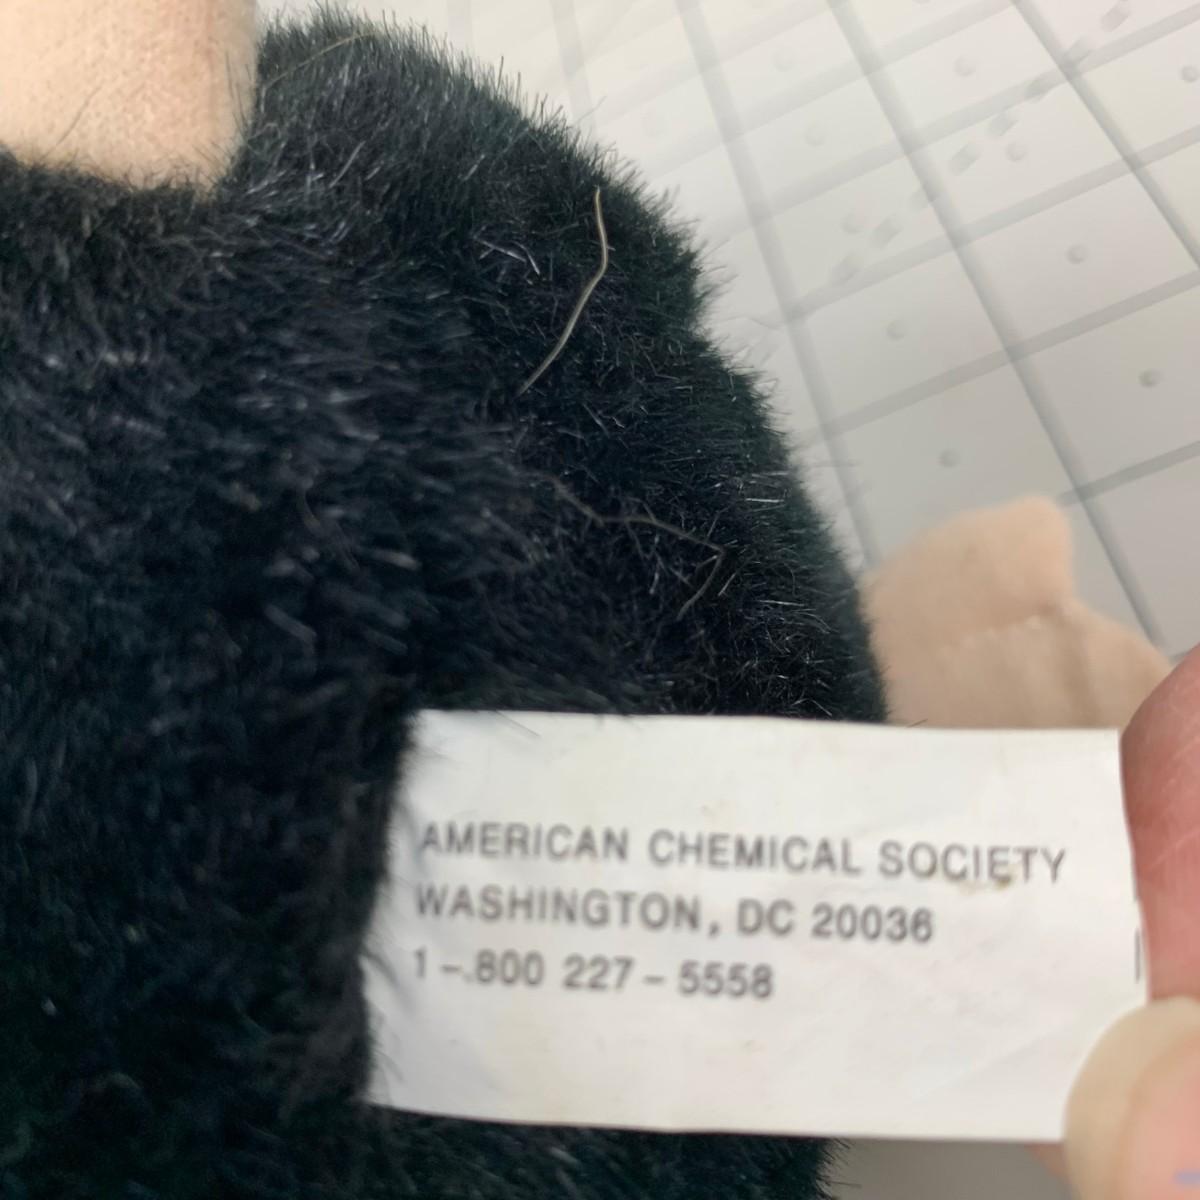 AMERICAN CHEMICAL SOCIETY
WASHINGTON, DC 20036
1-.800 227-5558